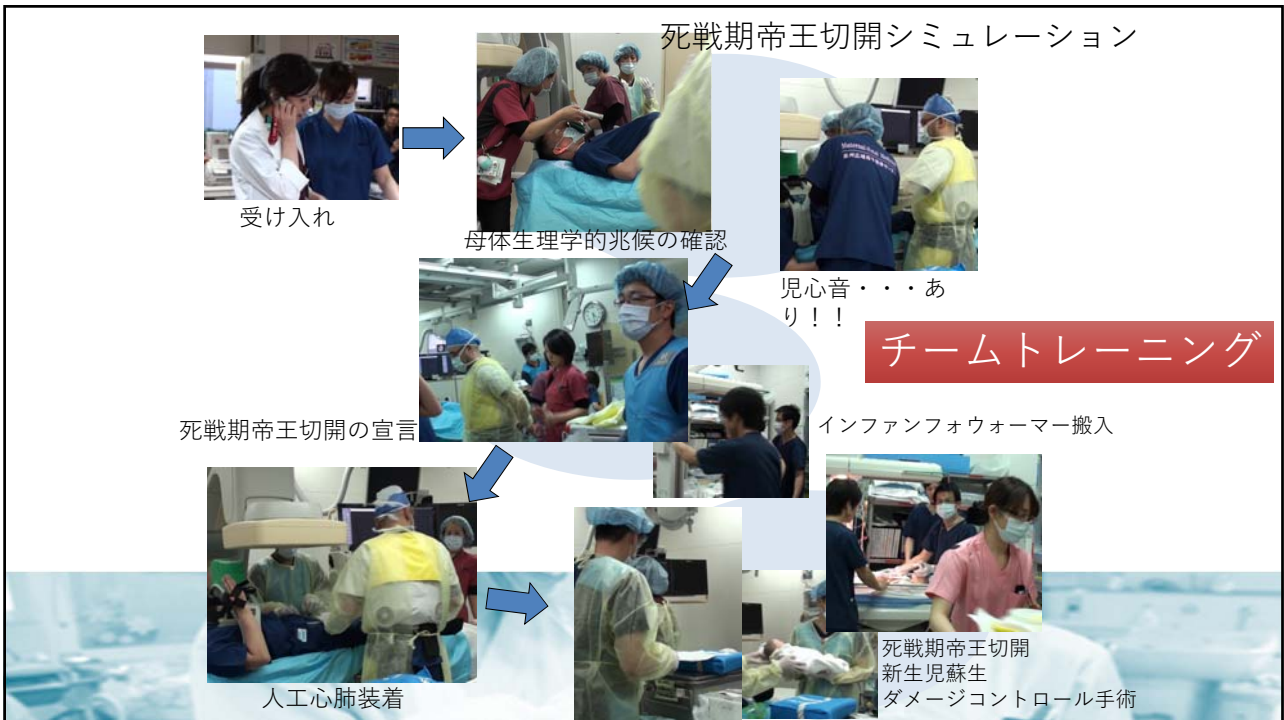 死戦期帝王切開シミュレーション
受け入れ
母体生理学的兆候の確認
児心音・・・あ
り！！
チームトレーニング
死戦期帝王切開の宣言
インファンフォウォーマー搬入
人工心肺装着
死戦期帝王切開
新生児蘇生
ダメージコントロール手術